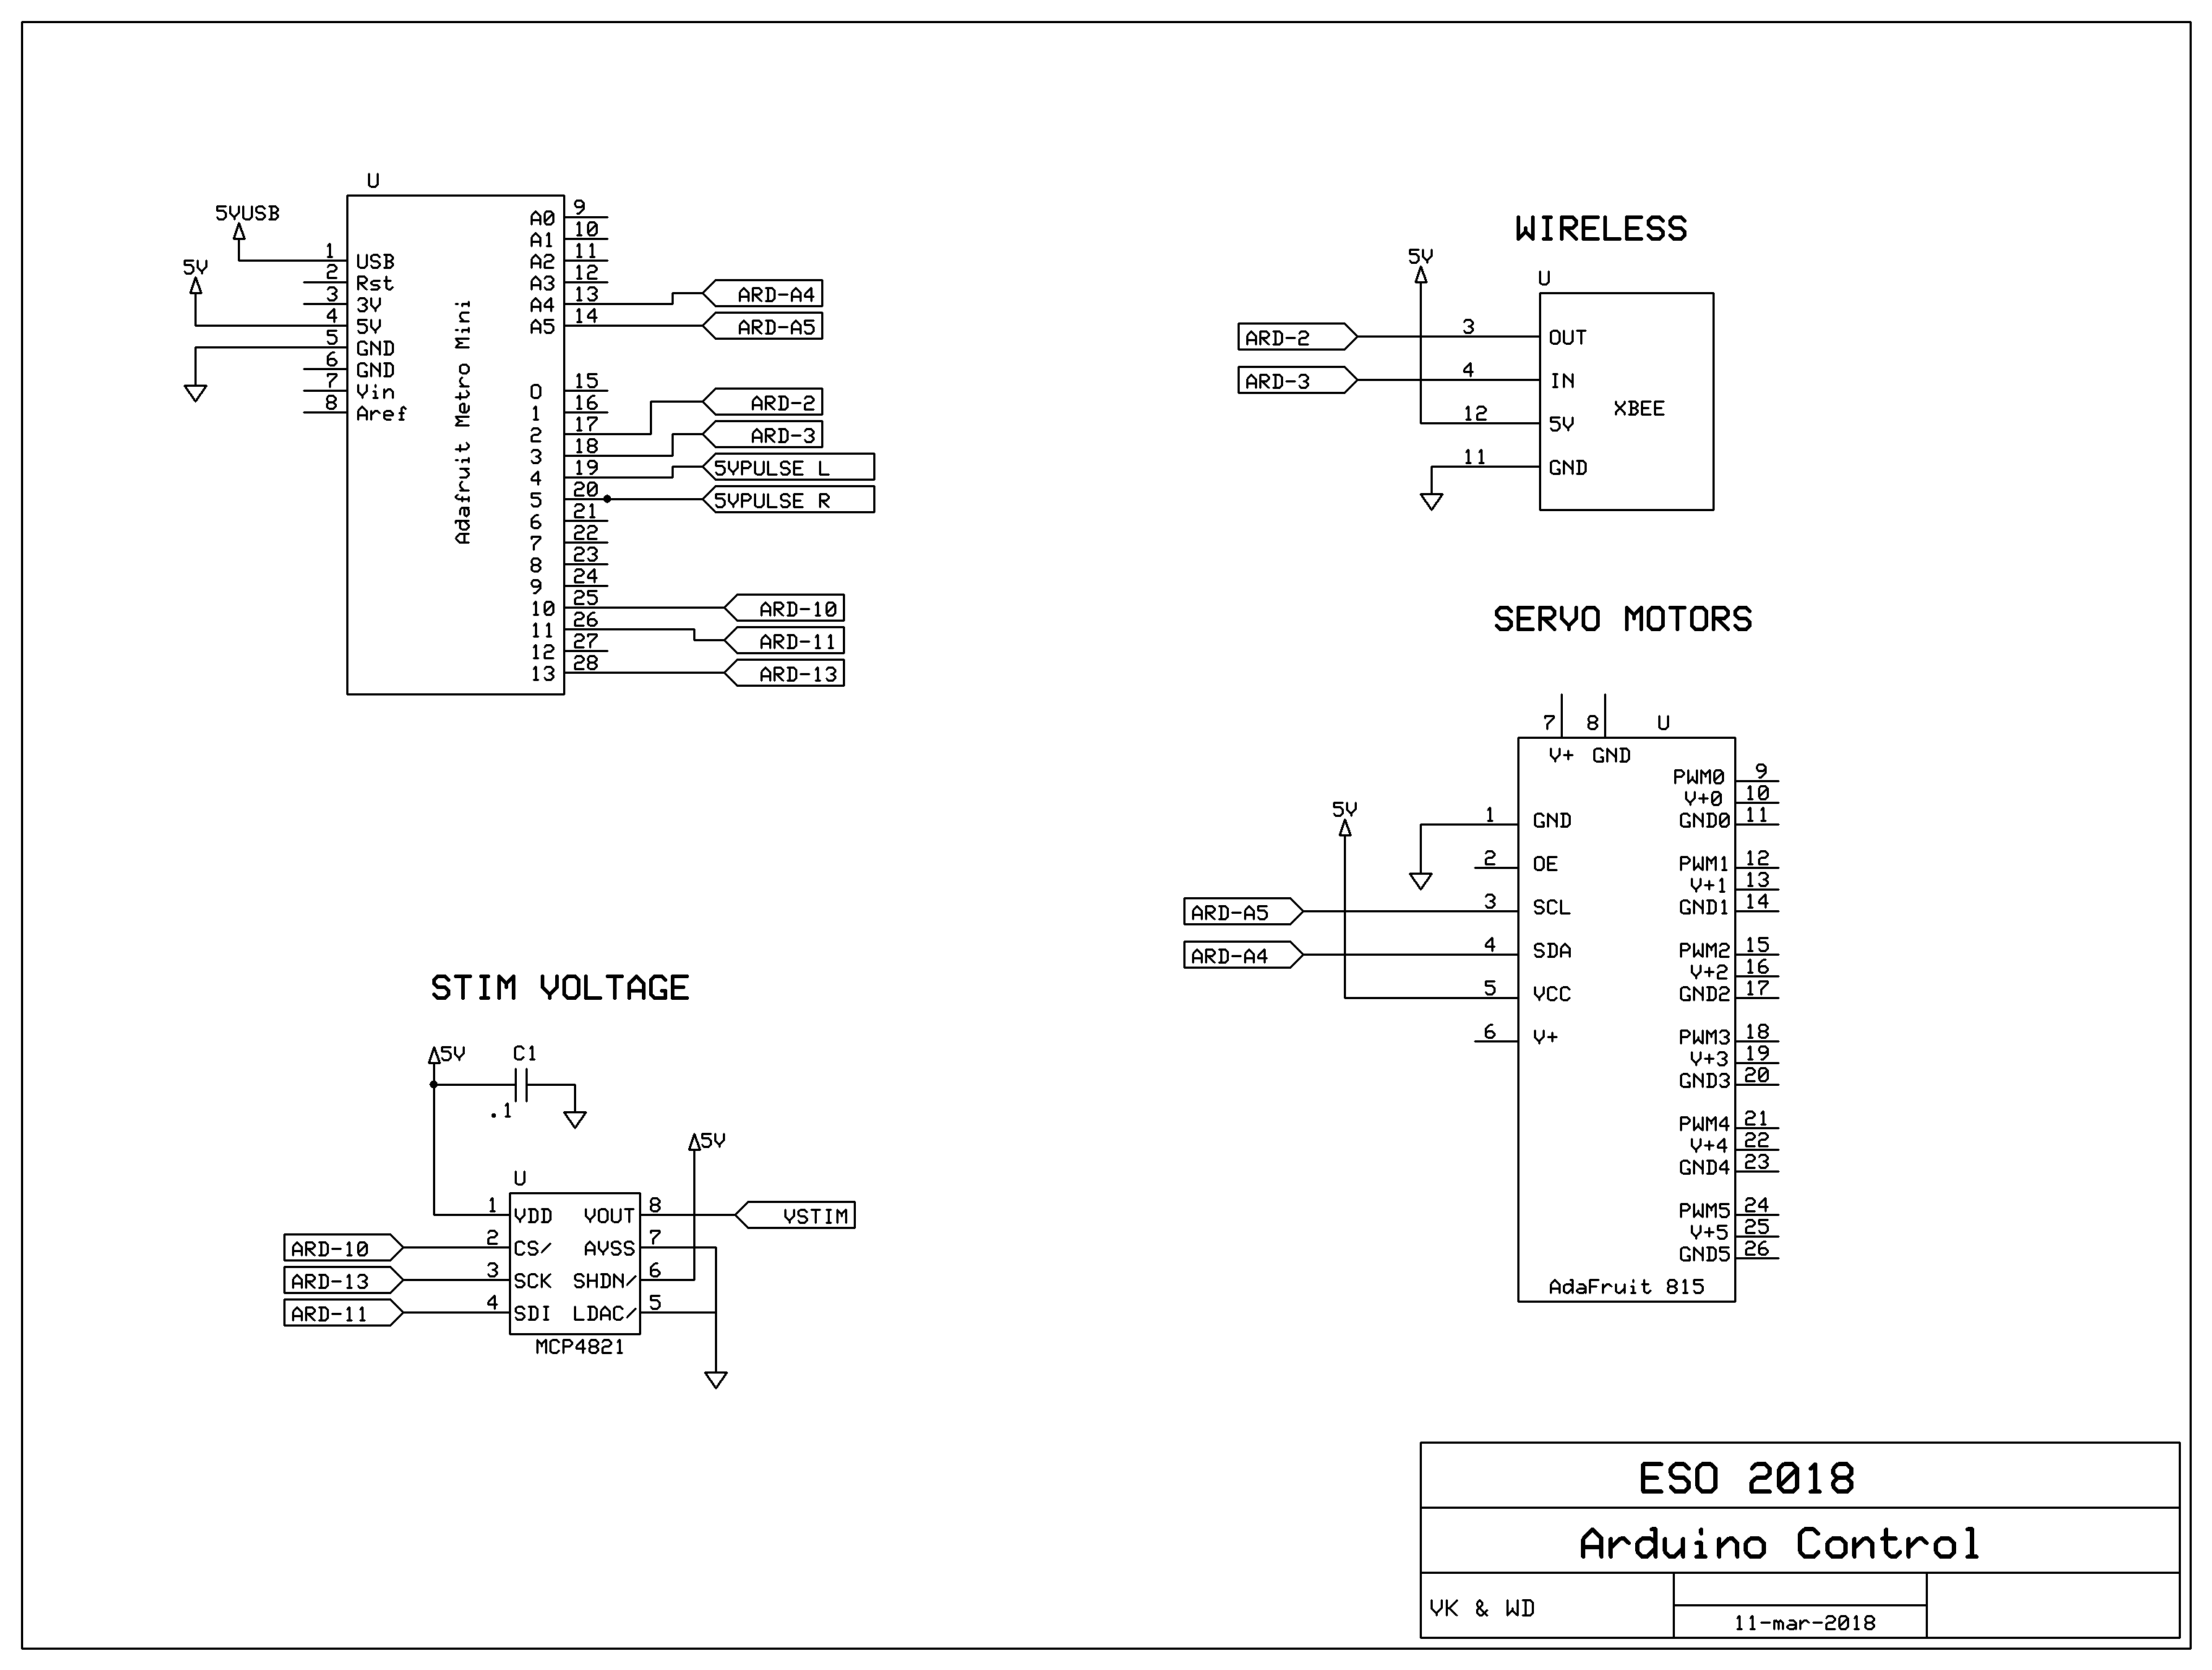 U
5VUSB
5V
1 USB
2 Rst
3 3V
4 5V
5 GND
6 GND
7 Vin
8 Aref
Adafruit Metro Mini
A0 9
A1 10
A2 11
A3 12
A4 13 ARD-A4
A5 14 ARD-A5
0 15
1 16
2 17 ARD-2
3 18 ARD-3
4 19 5VPULSE L
5 20 5VPULSE R
6 21
7 22
8 23
9 24
10 25 ARD-10
11 26 ARD-11
12 27
13 28 ARD-13
WIRELESS
5V
U
ARD-2 3 OUT
ARD-3 4 IN
XBEE
12 5V
11 GND
SERVO MOTORS
7 8 U
V+ GND
5V
1 GND
2 OE
ARD-A5 3 SCL
ARD-A4 4 SDA
5 VCC
6 V+
PWM0 9
V+0 10
GND0 11
PWM1 12
V+1 13
GND1 14
PWM2 15
V+2 16
GND2 17
PWM3 18
V+3 19
GND3 20
PWM4 21
V+4 22
GND4 23
PWM5 24
V+5 25
GND5 26
AdaFruit 815
STIM VOLTAGE
5V C1
.1
5V
U
1 VDD VOUT 8 VSTIM
ARD-10 2 CS/ AVSS 7
ARD-13 3 SCK SHDN/ 6
ARD-11 4 SDI LDAC/ 5
MCP4821
ESO 2018
Arduino Control
VK & WD
11-mar-2018